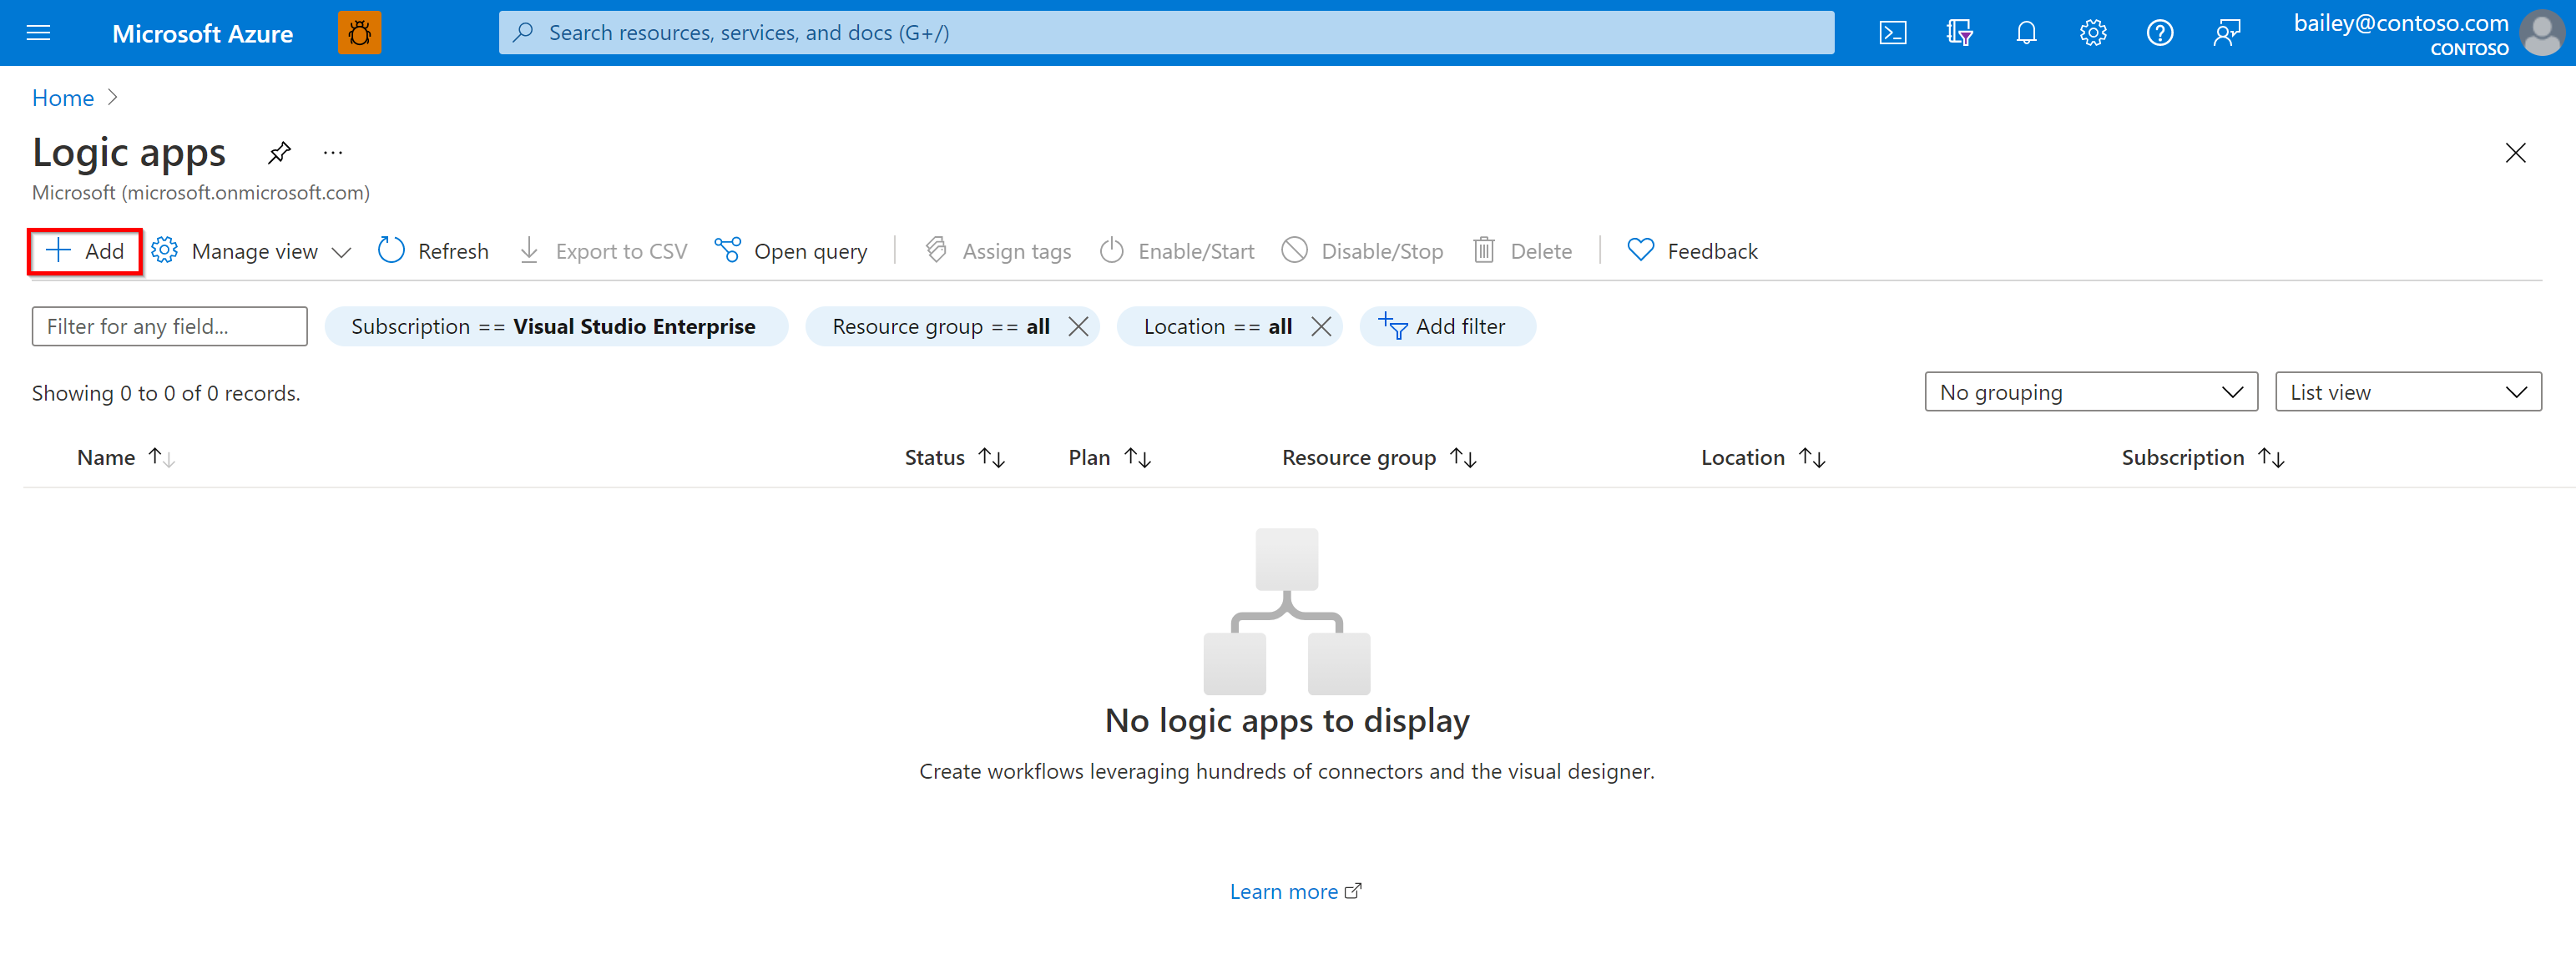 Microsoft Azure
Search resources, services, and docs (G+/)
bailey@contoso.com
CONTOSO
Home
Logic apps
Microsoft (microsoft.onmicrosoft.com)
Add Manage view Refresh Export to CSV Open query Assign tags Enable/Start Disable/Stop Delete Feedback
Filter for any field... Subscription == Visual Studio Enterprise Resource group == all Location == all Add filter
Showing 0 to 0 of 0 records. No grouping List view
Name Status Plan Resource group Location Subscription
No logic apps to display
Create workflows leveraging hundreds of connectors and the visual designer.
Learn more